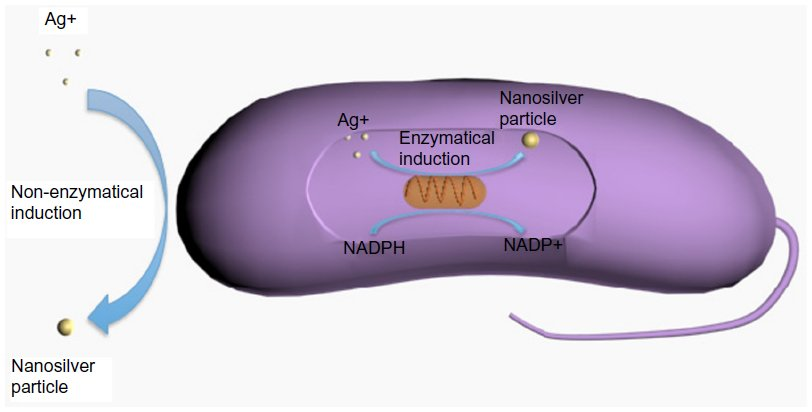 Ag+
Non-enzymatical
induction
Nanosilver
particle
Ag+
Nanosilver
particle
Enzymatical
induction
NADPH
NADP+